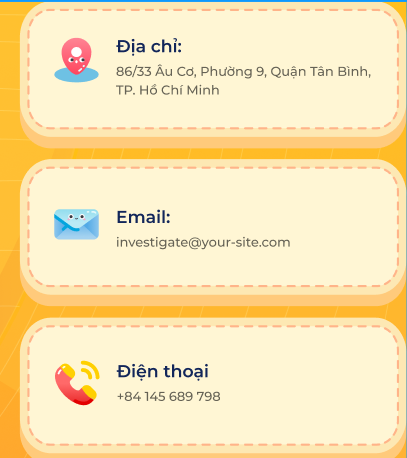 Địa chỉ:
86/33 Âu Cơ, Phường 9, Quận Tân Bình,
TP. Hồ Chí Minh
Email:
investigate@your-site.com
Điện thoại
+84 145 689 798